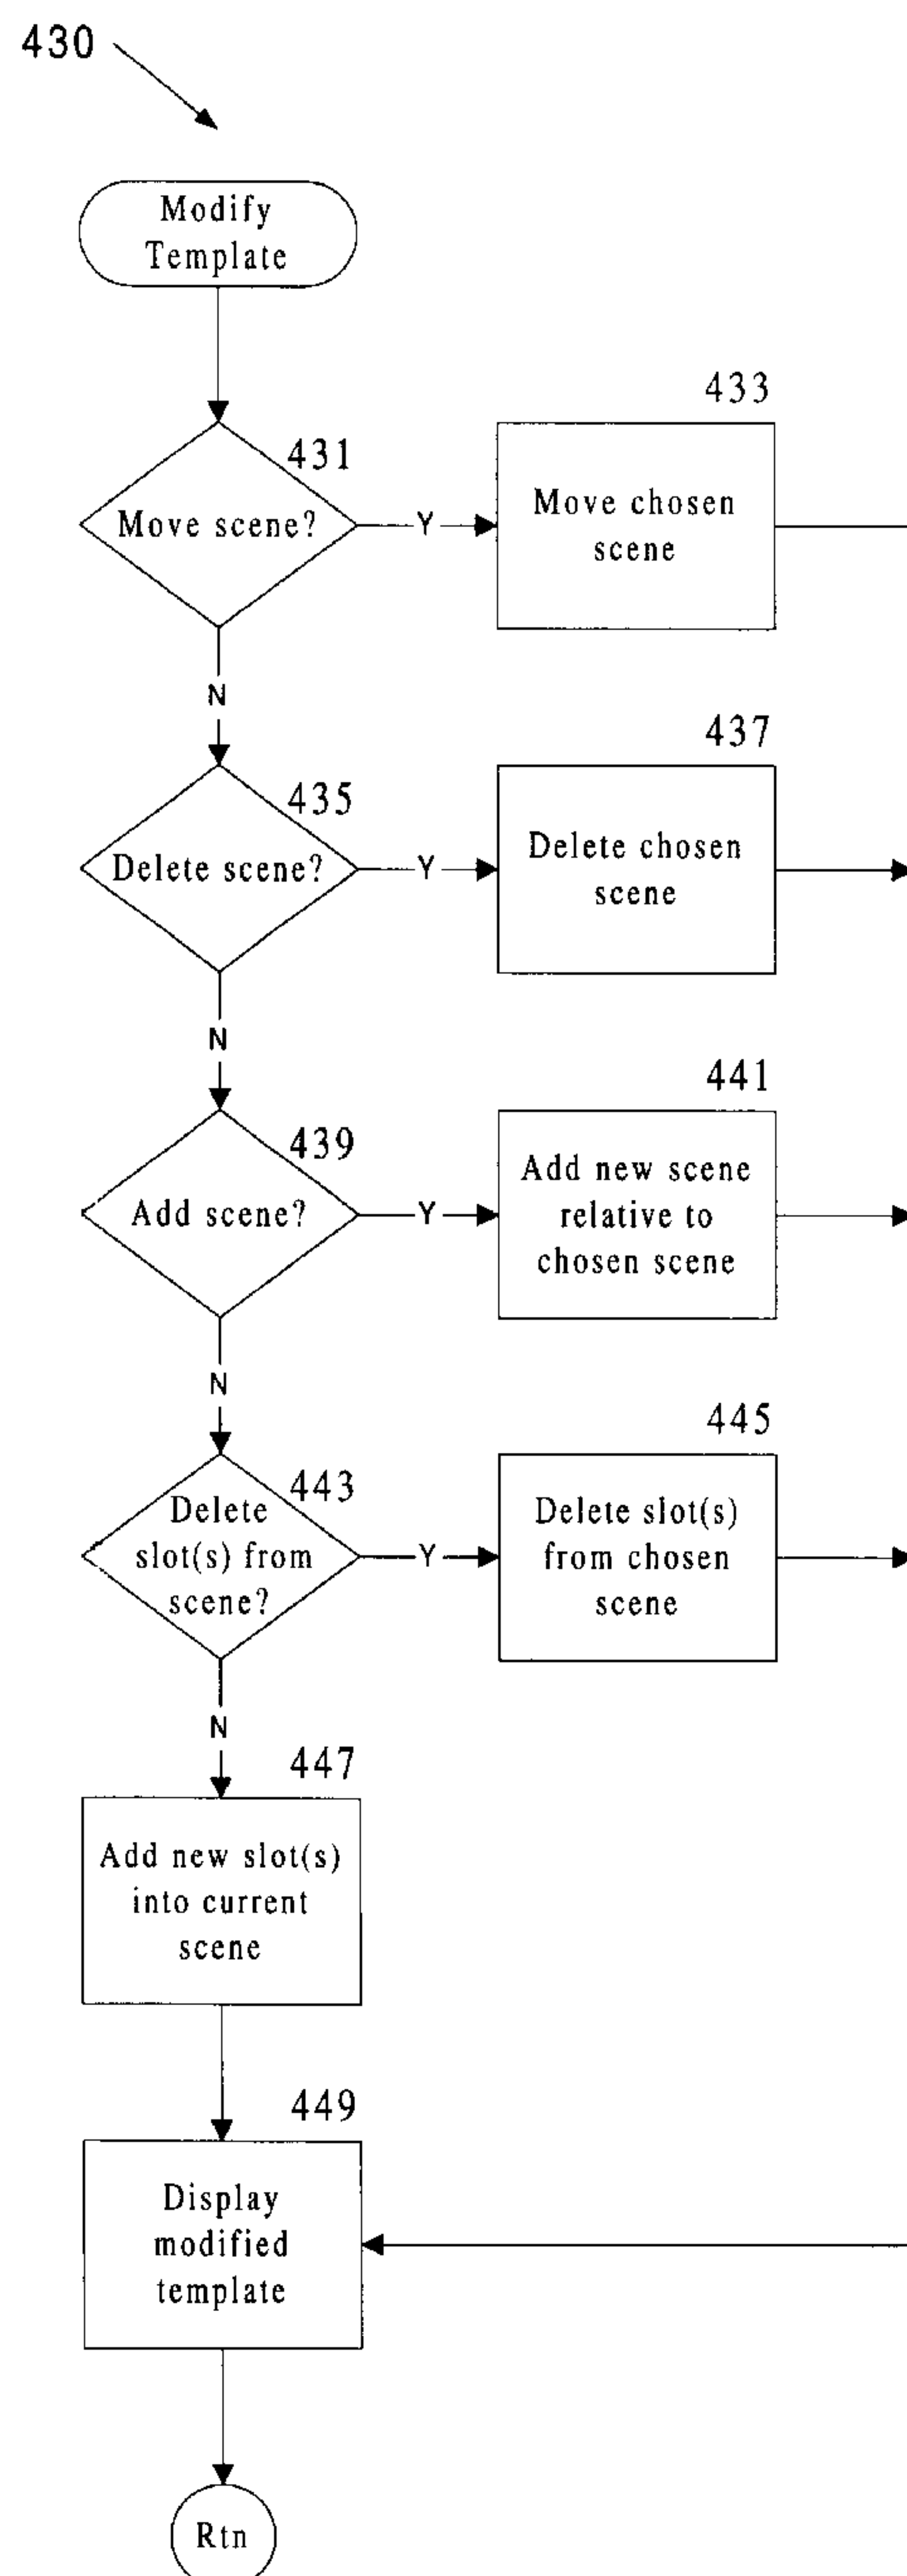 430
Modify
Template
431
Move scene?
Y
433
Move chosen
scene
N
435
Delete scene?
Y
437
Delete chosen
scene
N
439
Add scene?
Y
441
Add new scene
relative to
chosen scene
N
443
Delete
slot(s) from
scene?
Y
445
Delete slot(s)
from chosen
scene
N
447
Add new slot(s)
into current
scene
449
Display
modified
template
Rtn